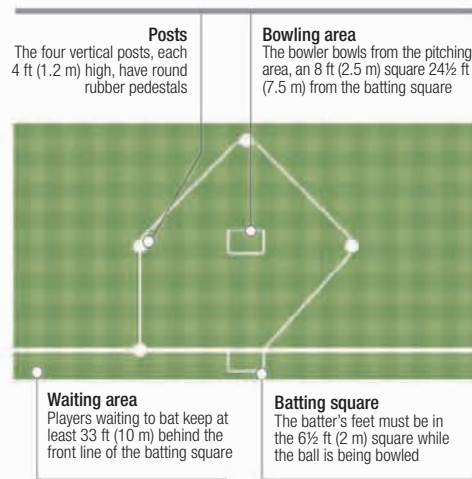 Posts
The four vertical posts, each
4 ft (1.2 m) high, have round
rubber pedestals
Bowling area
The bowler bowls from the pitching
area, an 8 ft (2.5 m) square 24½ ft
(7.5 m) from the batting square
Waiting area
Players waiting to bat keep at
least 33 ft (10 m) behind the
front line of the batting square
Batting square
The batter's feet must be in
the 6½ ft (2 m) square while
the ball is being bowled